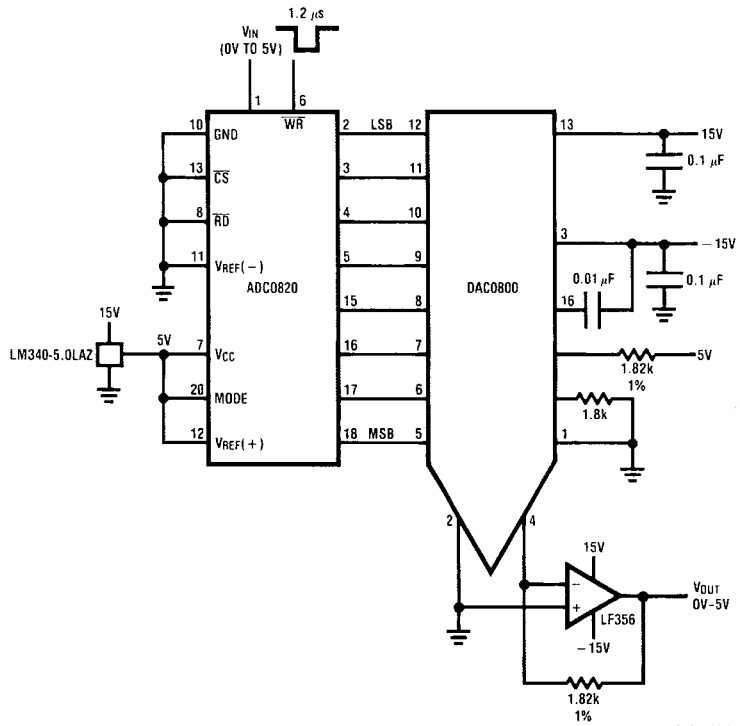 1.2 μs
VIN
(0V TO 5V)
1
6
WR
10
GND
2
LSB
12
13
15V
0.1 μF
13
CS
3
11
8
RD
4
10
3
–15V
11
VREF(–)
5
9
0.01 μF
0.1 μF
ADC0820
DAC0800
15
8
16
15V
5V
LM340-5.0LAZ
7
VCC
16
7
5V
1.82k
1%
20
MODE
17
6
1.8k
12
VREF(+)
18
MSB
5
1
2
4
15V
–
+
LF356
–15V
VOUT
0V–5V
1.82k
1%